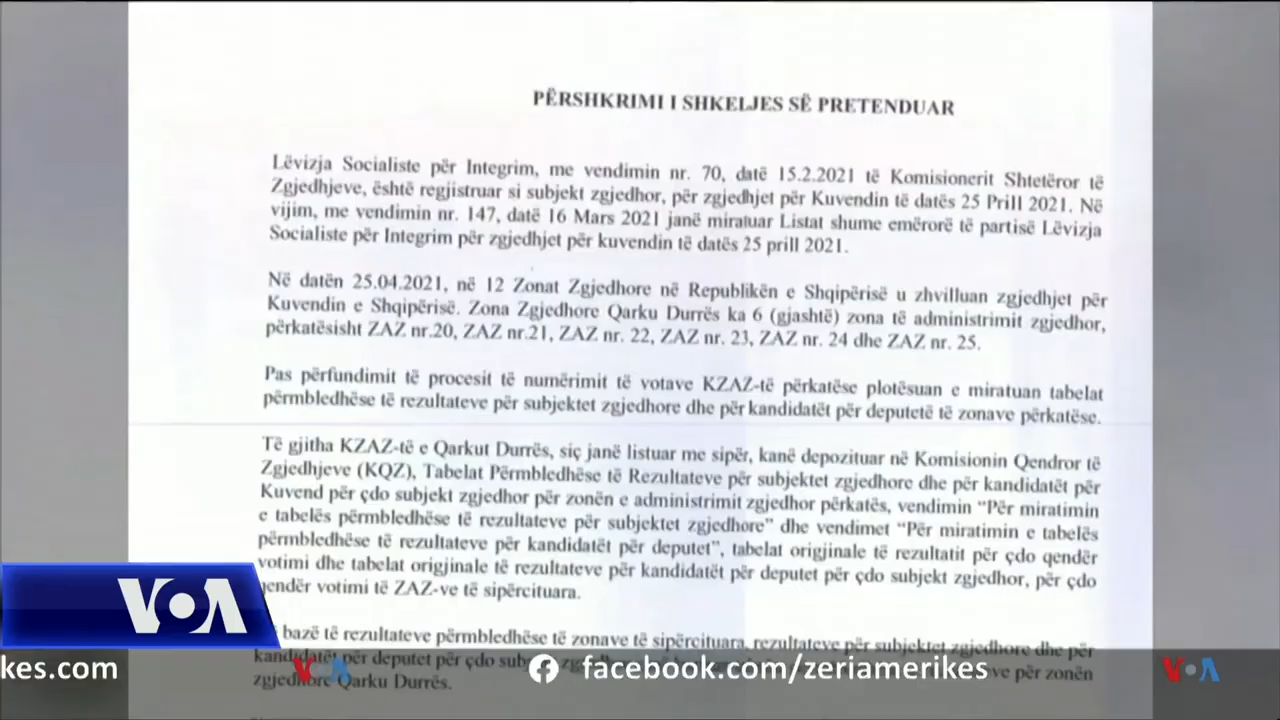 PËRSHKRIMI I SHKELJES SË PRETENDUAR
Lëvizja Socialiste për Integrim, me vendimin nr. 70, datë 15.2.2021 të Komisionerit Shtetëror të
Zgjedhjeve, është regjistruar si subjekt zgjedhor, për zgjedhjet për Kuvendin të datës 25 Prill 2021. Në
vijim, me vendimin nr. 147, datë 16 Mars 2021 janë miratuar Listat shume emërorë të partisë Lëvizja
Socialiste për Integrim për zgjedhjet për kuvendin të datës 25 prill 2021.
Në datën 25.04.2021, në 12 Zonat Zgjedhore në Republikën e Shqipërisë u zhvilluan zgjedhjet për
Kuvendin e Shqipërisë. Zona Zgjedhore Qarku Durrës ka 6 (gjashtë) zona të administrimit zgjedhor,
përkatësisht ZAZ nr.20, ZAZ nr.21, ZAZ nr. 22, ZAZ nr. 23, ZAZ nr. 24 dhe ZAZ nr. 25.
Pas përfundimit të procesit të numërimit të votave KZAZ-të përkatëse plotësuan e miratuan tabelat
përmbledhëse të rezultateve për subjektet zgjedhore dhe për kandidatët për deputetë të zonave përkatëse.
Të gjitha KZAZ-të e Qarkut Durrës, siç janë listuar me sipër, kanë depozituar në Komisionin Qendror të
Zgjedhjeve (KQZ), Tabelat Përmbledhëse të Rezultateve për subjektet zgjedhore dhe për kandidatët për
Kuvend për çdo subjekt zgjedhor për zonën e administrimit zgjedhor përkatës, vendimin “Për miratimin
e tabelës përmbledhëse të rezultateve për subjektet zgjedhore” dhe vendimet “Për miratimin e tabelës
përmbledhëse të rezultateve për kandidatët për deputet”, tabelat origjinale të rezultatit për çdo qendër
votimi dhe tabelat origjinale të rezultateve për kandidatët për deputet për çdo subjekt zgjedhor, për çdo
qendër votimi të ZAZ-ve të sipërcituara.
bazë të rezultateve përmbledhëse të zonave të sipërcituara, rezultateve për subjektet zgjedhore dhe për
kandidatët për deputet për çdo ve për zonën
zgjedhore Qarku Durrës.
VOA
kes.com VOA facebook.com/zeriamerikes VOA